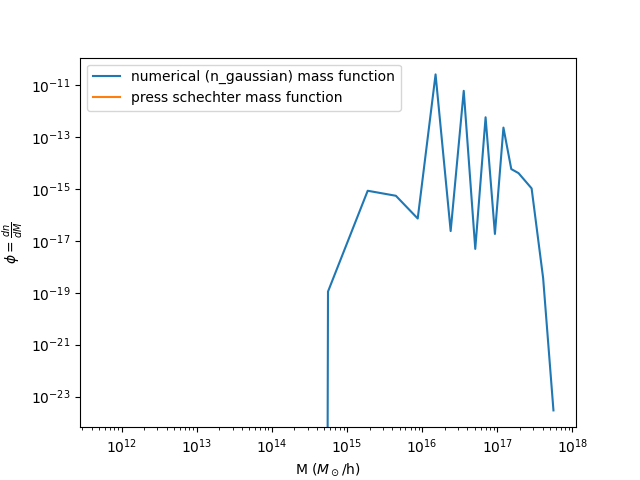 numerical (n_gaussian) mass function
press schechter mass function
10⁻¹¹
10⁻¹³
10⁻¹⁵
10⁻¹⁷
10⁻¹⁹
10⁻²¹
10⁻²³
ϕ = dn/dM
10¹² 10¹³ 10¹⁴ 10¹⁵ 10¹⁶ 10¹⁷ 10¹⁸
M (M⊙/h)